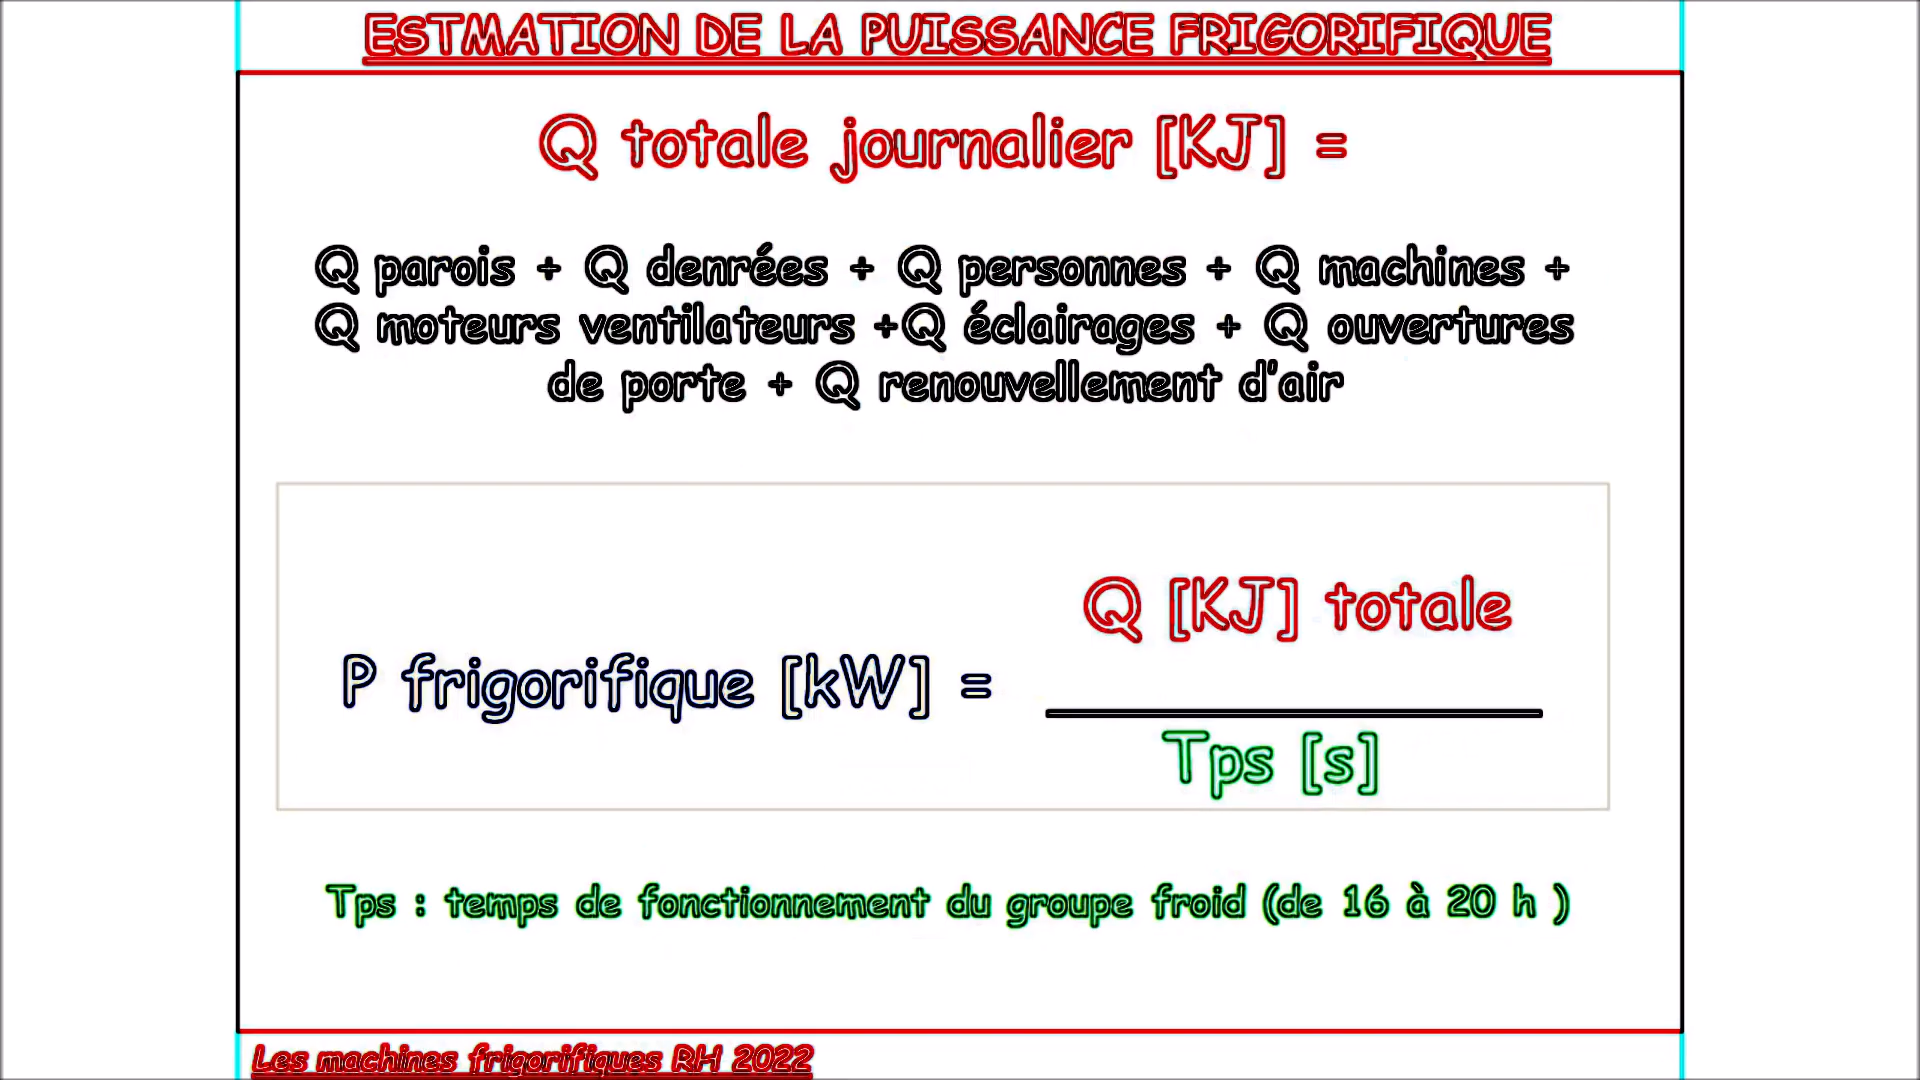 ESTMATION DE LA PUISSANCE FRIGORIFIQUE
Q totale journalier [KJ] =
Q parois + Q denrées + Q personnes + Q machines +
Q moteurs ventilateurs +Q éclairages + Q ouvertures
de porte + Q renouvellement d'air
Q [KJ] totale
P frigorifique [kW] =
Tps [s]
Tps : temps de fonctionnement du groupe froid (de 16 à 20 h )
Les machines frigorifiques RH 2022